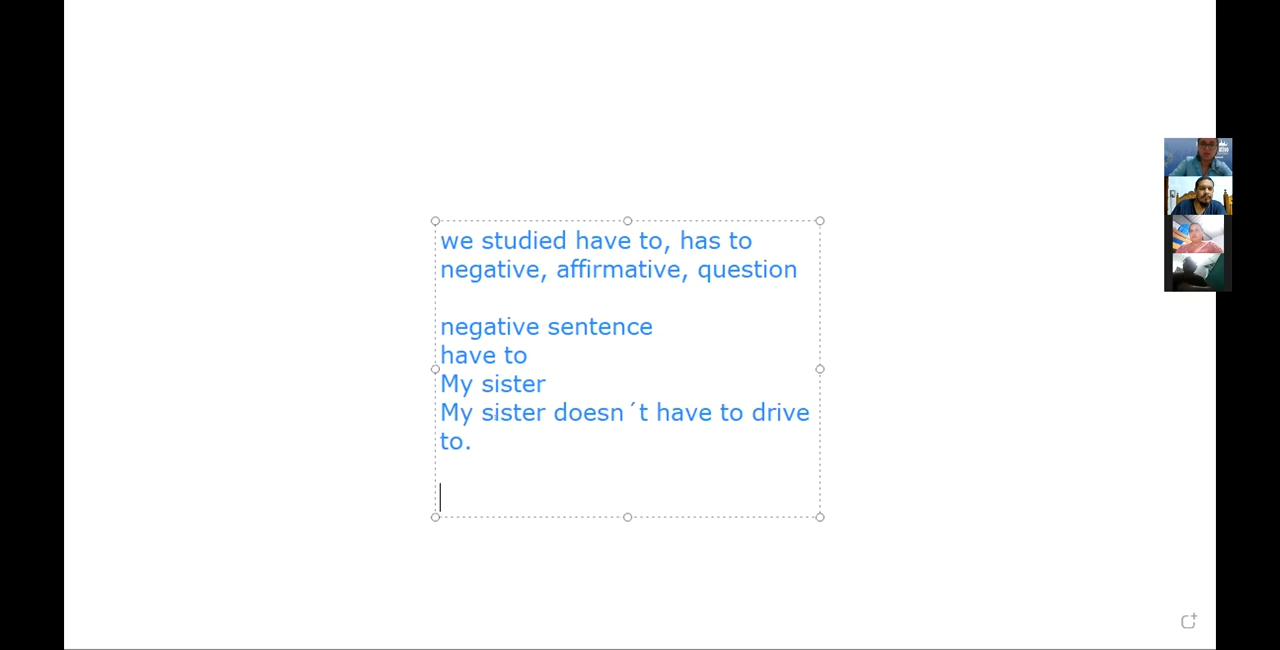 we studied have to, has to
negative, affirmative, question
negative sentence
have to
My sister
My sister doesn´t have to drive
to.